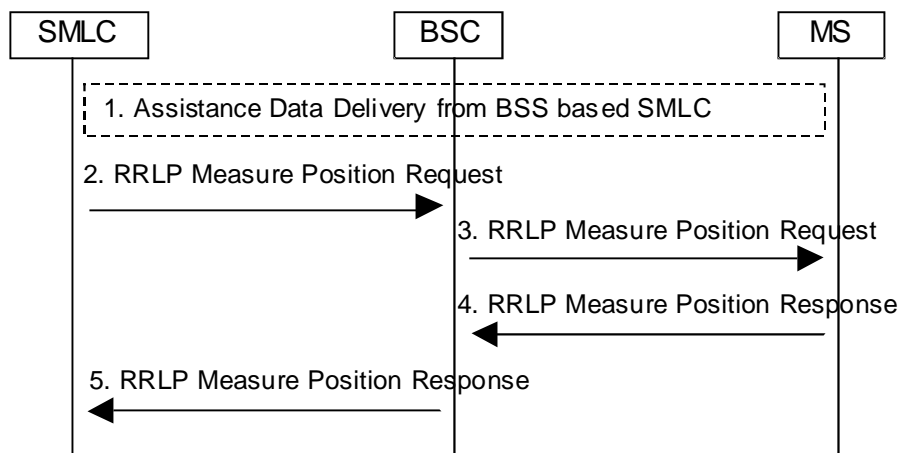 SMLC
BSC
MS
1. Assistance Data Delivery from BSS based SMLC
2. RRLP Measure Position Request
3. RRLP Measure Position Request
4. RRLP Measure Position Response
5. RRLP Measure Position Response